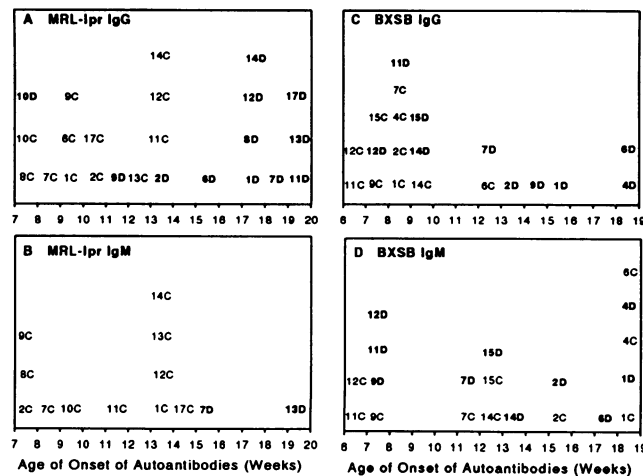 A MRL-lpr IgG
14C 14D
10D 9C 12C 12D 17D
10C 6C 17C 11C 8D 13D
8C 7C 1C 2C 9D 13C 2D 6D 1D 7D 11D
7 8 9 10 11 12 13 14 15 16 17 18 19 20
B MRL-lpr IgM
14C
9C 13C
8C 12C
2C 7C 10C 11C 1C 17C 7D 13D
7 8 9 10 11 12 13 14 15 16 17 18 19 20
Age of Onset of Autoantibodies (Weeks)
C BXSB IgG
11D
7C
15C 4C 15D
12C 12D 2C 14D 7D 6D
11C 9C 1C 14C 6C 2D 9D 1D 4D
6 7 8 9 10 11 12 13 14 15 16 17 18 19
D BXSB IgM
6C
12D 4D
11D 15D 4C
12C 9D 11D 15C 2D 1D
11C 9C 7C 14C 14D 2C 6D 1C
6 7 8 9 10 11 12 13 14 15 16 17 18 19
Age of Onset of Autoantibodies (Weeks)